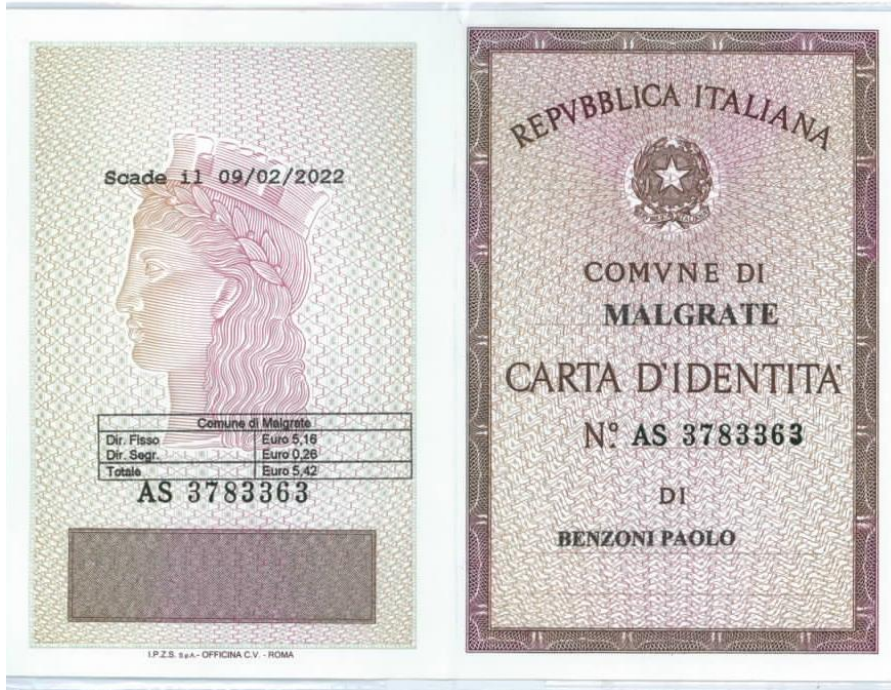 Scade il 09/02/2022
Comune di Malgrate
Dir. Fisso Euro 5,16
Dir. Segr. Euro 0,26
Totale Euro 5,42
AS 3783363
I.P.Z.S. S.p.A. - OFFICINA C.V. - ROMA
REPVBBLICA ITALIANA
COMVNE DI
MALGRATE
CARTA D'IDENTITA'
Nº AS 3783363
DI
BENZONI PAOLO